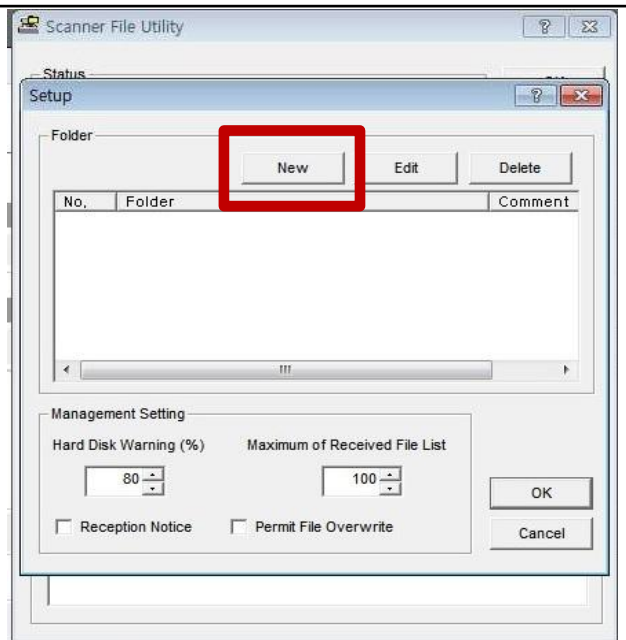 Scanner File Utility
Status
Setup
Folder
New Edit Delete
No. Folder Comment
Management Setting
Hard Disk Warning (%) Maximum of Received File List
80 100
OK
Reception Notice Permit File Overwrite
Cancel